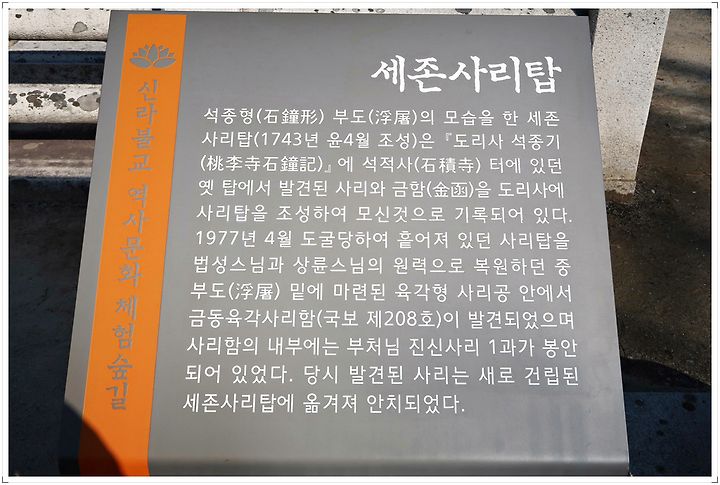 세존사리탑
신라불교 역사문화 체험숲길
석종형(石鐘形) 부도(浮屠)의 모습을 한 세존
사리탑(1743년 윤4월 조성)은 『도리사 석종기
(桃李寺石鐘記)』에 석적사(石積寺) 터에 있던
옛 탑에서 발견된 사리와 금함(金函)을 도리사에
사리탑을 조성하여 모신것으로 기록되어 있다.
1977년 4월 도굴당하여 흩어져 있던 사리탑을
법성스님과 상륜스님의 원력으로 복원하던 중
부도(浮屠) 밑에 마련된 육각형 사리공 안에서
금동육각사리함(국보 제208호)이 발견되었으며
사리함의 내부에는 부처님 진신사리 1과가 봉안
되어 있었다. 당시 발견된 사리는 새로 건립된
세존사리탑에 옮겨져 안치되었다.